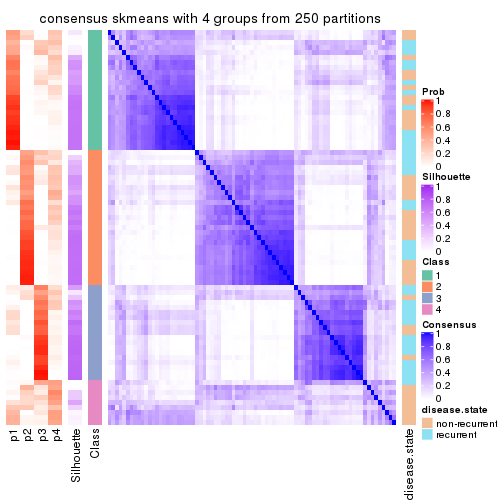 consensus skmeans with 4 groups from 250 partitions
Prob
1
0.8
0.6
0.4
0.2
0
Silhouette
1
0.8
0.6
0.4
0.2
0
Class
1
2
3
4
Consensus
1
0.8
0.6
0.4
0.2
0
disease.state
non-recurrent
recurrent
p1
p2
p3
p4
Silhouette
Class
disease.state